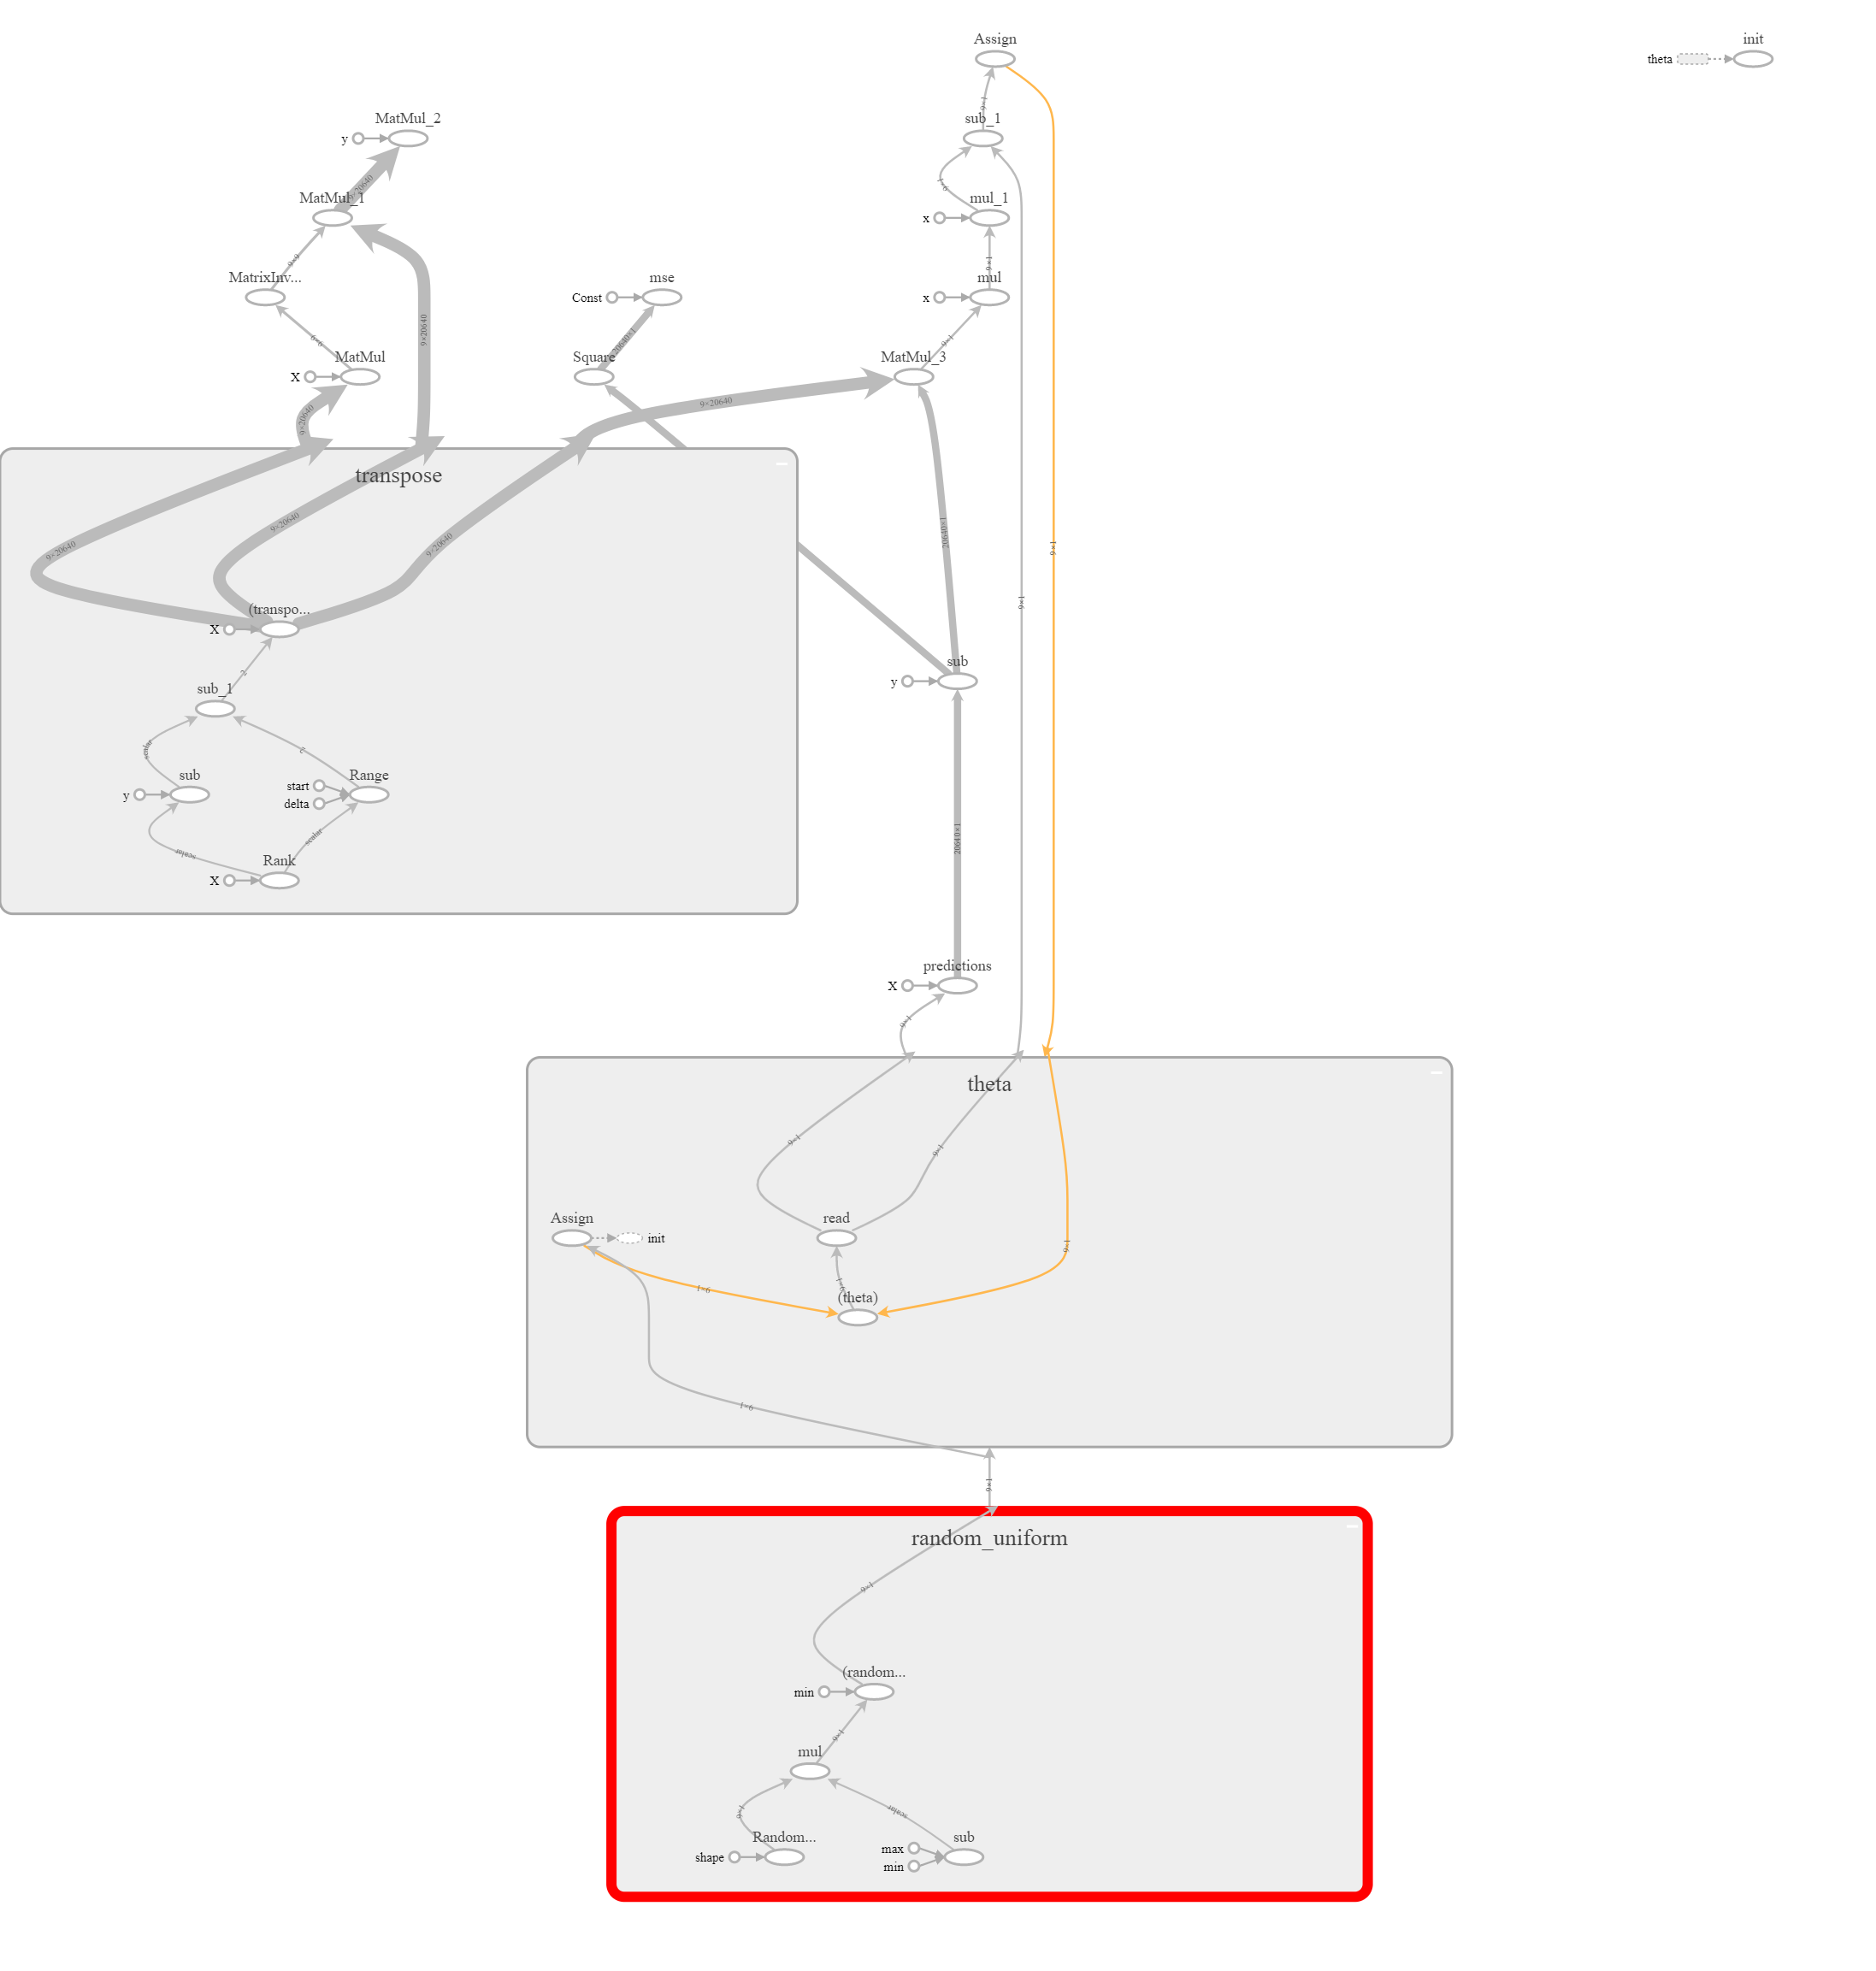 Assign
theta
init
9×1
sub_1
MatMul_2
y
9×20640
MatMul_1
9×1
mul_1
x
9×9
9×1
MatrixInv...
mse
Const
mul
x
9×20640
20640×1
9×9
9×1
MatMul
X
Square
MatMul_3
9×20640
9×20640
transpose
9×20640
20640×1
9×1
9×20640
9×20640
9×1
(transpo...
X
sub
y
2
sub_1
scalar
2
sub
y
Range
start
delta
scalar
scalar
20640×1
Rank
X
predictions
X
9×1
theta
9×1
9×1
Assign
init
read
9×1
9×1
9×1
(theta)
9×1
9×1
random_uniform
9×1
(random...
min
9×1
mul
9×1
scalar
Random...
shape
sub
max
min